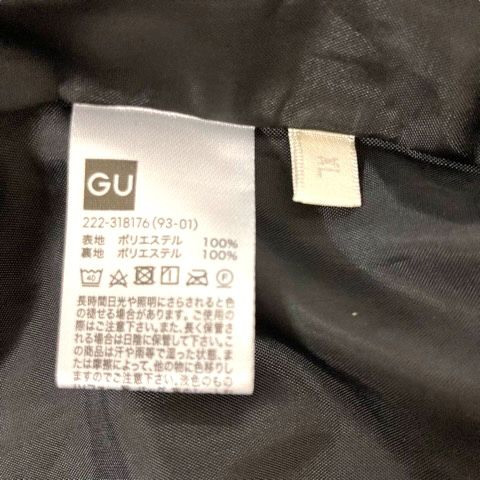 GU
222-318176 (93-01)
表地 ポリエステル 100%
裏地 ポリエステル 100%
40
長時間日光や照明にさらされると色
の褪せる場合があります。ご使用の
際はご注意下さい。また、長く保管さ
れる場合は日陰に保管して下さい。こ
の商品は汗や雨等で湿った状態、ま
たは摩擦によって、他の物に色移りし
ますのでご注意下さい。淡色のもの
XL